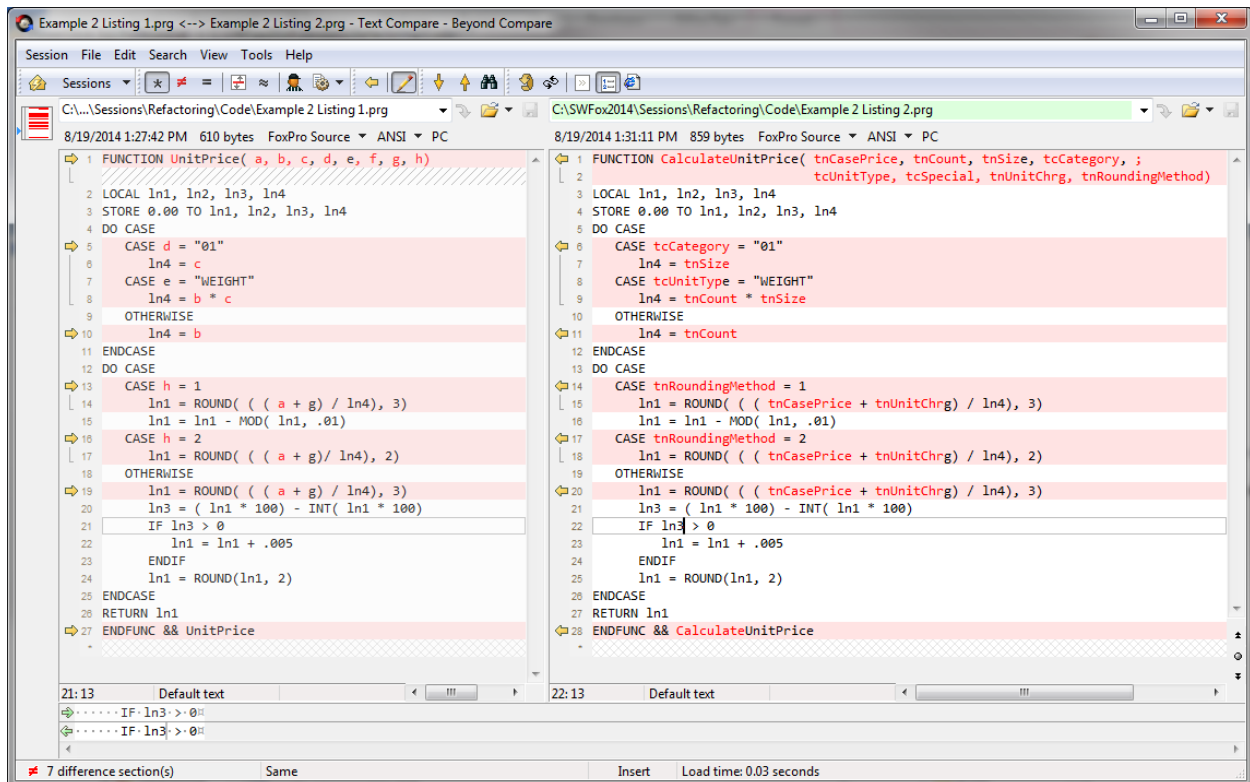 Example 2 Listing 1.prg <--> Example 2 Listing 2.prg - Text Compare - Beyond Compare
Session File Edit Search View Tools Help
Sessions
C:\...\Sessions\Refactoring\Code\Example 2 Listing 1.prg
8/19/2014 1:27:42 PM 610 bytes FoxPro Source ANSI PC
1 FUNCTION UnitPrice( a, b, c, d, e, f, g, h)
2 LOCAL ln1, ln2, ln3, ln4
3 STORE 0.00 TO ln1, ln2, ln3, ln4
4 DO CASE
5 CASE d = "01"
6 ln4 = c
7 CASE e = "WEIGHT"
8 ln4 = b * c
9 OTHERWISE
10 ln4 = b
11 ENDCASE
12 DO CASE
13 CASE h = 1
14 ln1 = ROUND( ( ( a + g) / ln4), 3)
15 ln1 = ln1 - MOD( ln1, .01)
16 CASE h = 2
17 ln1 = ROUND( ( ( a + g)/ ln4), 2)
18 OTHERWISE
19 ln1 = ROUND( ( ( a + g) / ln4), 3)
20 ln3 = ( ln1 * 100) - INT( ln1 * 100)
21 IF ln3 > 0
22 ln1 = ln1 + .005
23 ENDIF
24 ln1 = ROUND(ln1, 2)
25 ENDCASE
26 RETURN ln1
27 ENDFUNC && UnitPrice
21: 13 Default text
C:\SWFox2014\Sessions\Refactoring\Code\Example 2 Listing 2.prg
8/19/2014 1:31:11 PM 859 bytes FoxPro Source ANSI PC
1 FUNCTION CalculateUnitPrice( tnCasePrice, tnCount, tnSize, tcCategory, ;
2 tcUnitType, tcSpecial, tnUnitChrg, tnRoundingMethod)
3 LOCAL ln1, ln2, ln3, ln4
4 STORE 0.00 TO ln1, ln2, ln3, ln4
5 DO CASE
6 CASE tcCategory = "01"
7 ln4 = tnSize
8 CASE tcUnitType = "WEIGHT"
9 ln4 = tnCount * tnSize
10 OTHERWISE
11 ln4 = tnCount
12 ENDCASE
13 DO CASE
14 CASE tnRoundingMethod = 1
15 ln1 = ROUND( ( ( tnCasePrice + tnUnitChrg) / ln4), 3)
16 ln1 = ln1 - MOD( ln1, .01)
17 CASE tnRoundingMethod = 2
18 ln1 = ROUND( ( ( tnCasePrice + tnUnitChrg) / ln4), 2)
19 OTHERWISE
20 ln1 = ROUND( ( ( tnCasePrice + tnUnitChrg) / ln4), 3)
21 ln3 = ( ln1 * 100) - INT( ln1 * 100)
22 IF ln3 > 0
23 ln1 = ln1 + .005
24 ENDIF
25 ln1 = ROUND(ln1, 2)
26 ENDCASE
27 RETURN ln1
28 ENDFUNC && CalculateUnitPrice
22: 13 Default text
······IF·ln3·>·0¤
······IF·ln3·>·0¤
7 difference section(s) Same Insert Load time: 0.03 seconds